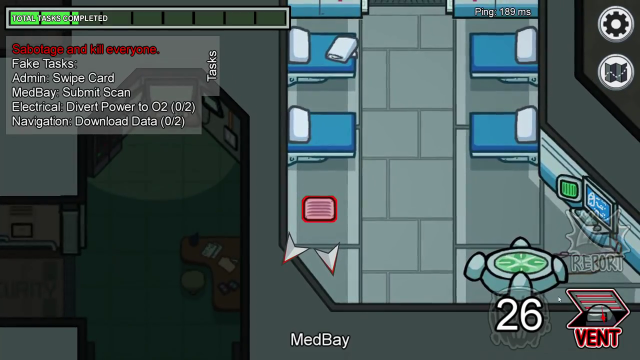 TOTAL TASKS COMPLETED
Ping: 189 ms
Sabotage and kill everyone.
Fake Tasks:
Admin: Swipe Card
MedBay: Submit Scan
Electrical: Divert Power to O2 (0/2)
Navigation: Download Data (0/2)
Tasks
REPORT
26
VENT
MedBay